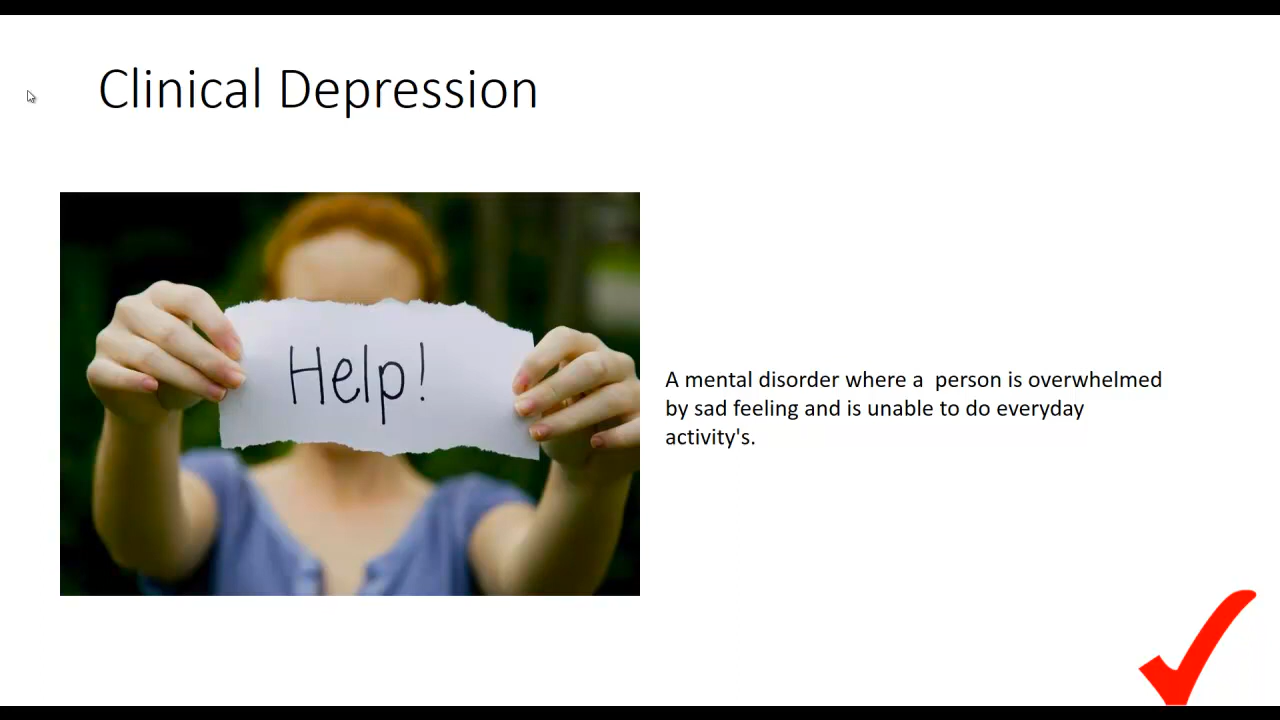 Clinical Depression
Help!
A mental disorder where a  person is overwhelmed
by sad feeling and is unable to do everyday
activity's.